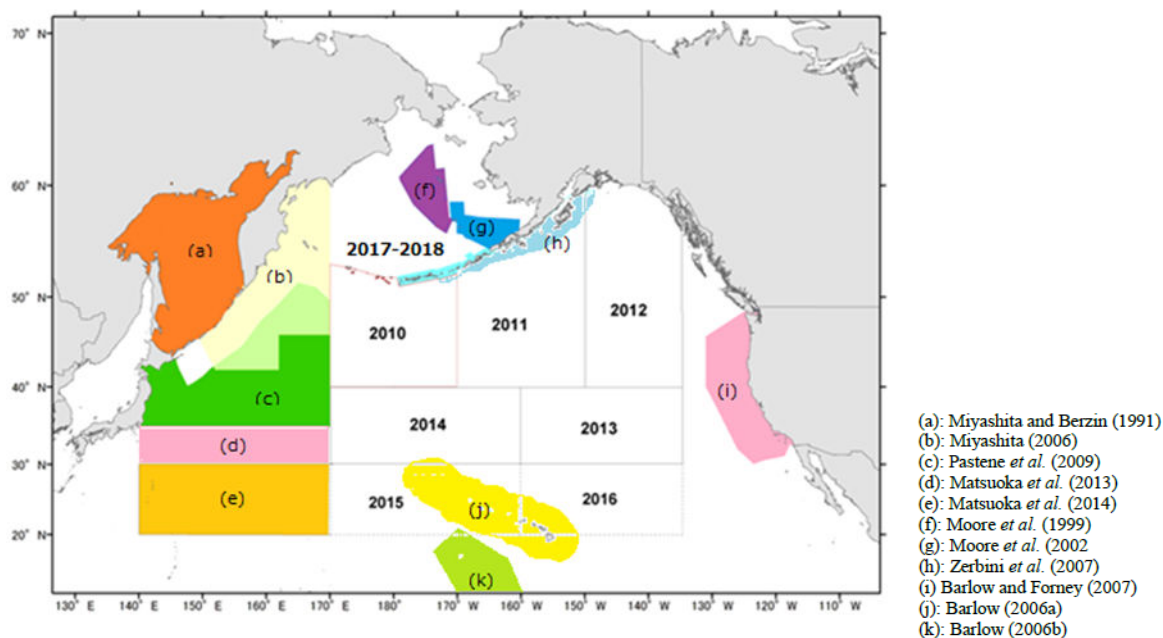 70° N
60° N
50° N
40° N
30° N
20° N
(a)
(b)
(c)
(d)
(e)
(f)
(g)
(h)
2017-2018
2010
2011
2012
2014
2013
2015
2016
(i)
(j)
(k)
130° E 140° E 150° E 160° E 170° E 170° W 160° W 150° W 140° W 130° W 120° W 110° W
(a): Miyashita and Berzin (1991)
(b): Miyashita (2006)
(c): Pastene et al. (2009)
(d): Matsuoka et al. (2013)
(e): Matsuoka et al. (2014)
(f): Moore et al. (1999)
(g): Moore et al. (2002
(h): Zerbini et al. (2007)
(i) Barlow and Forney (2007)
(j): Barlow (2006a)
(k): Barlow (2006b)